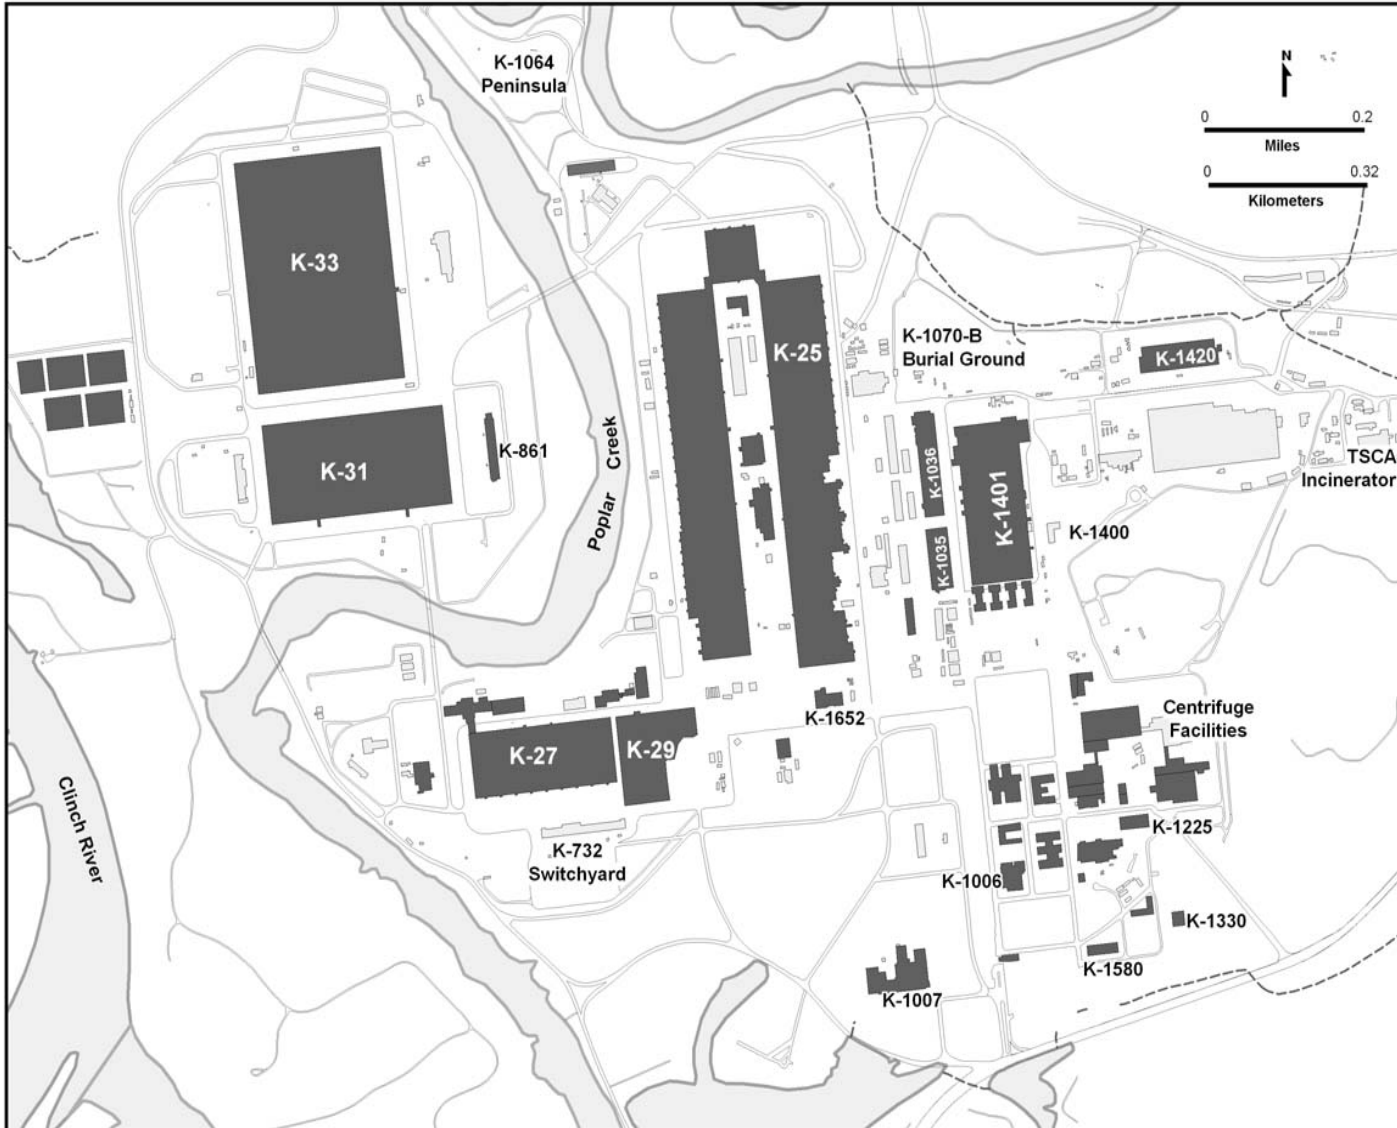 K-1064
Peninsula
N
0 0.2
Miles
0 0.32
Kilometers
K-33
K-25
K-1070-B
Burial Ground
K-1420
K-31
K-861
Poplar Creek
K-1036
K-1401
TSCA
Incinerator
K-1035
K-1400
K-1652
Centrifuge
Facilities
K-27
K-29
Clinch River
K-732
Switchyard
K-1225
K-1006
K-1330
K-1580
K-1007